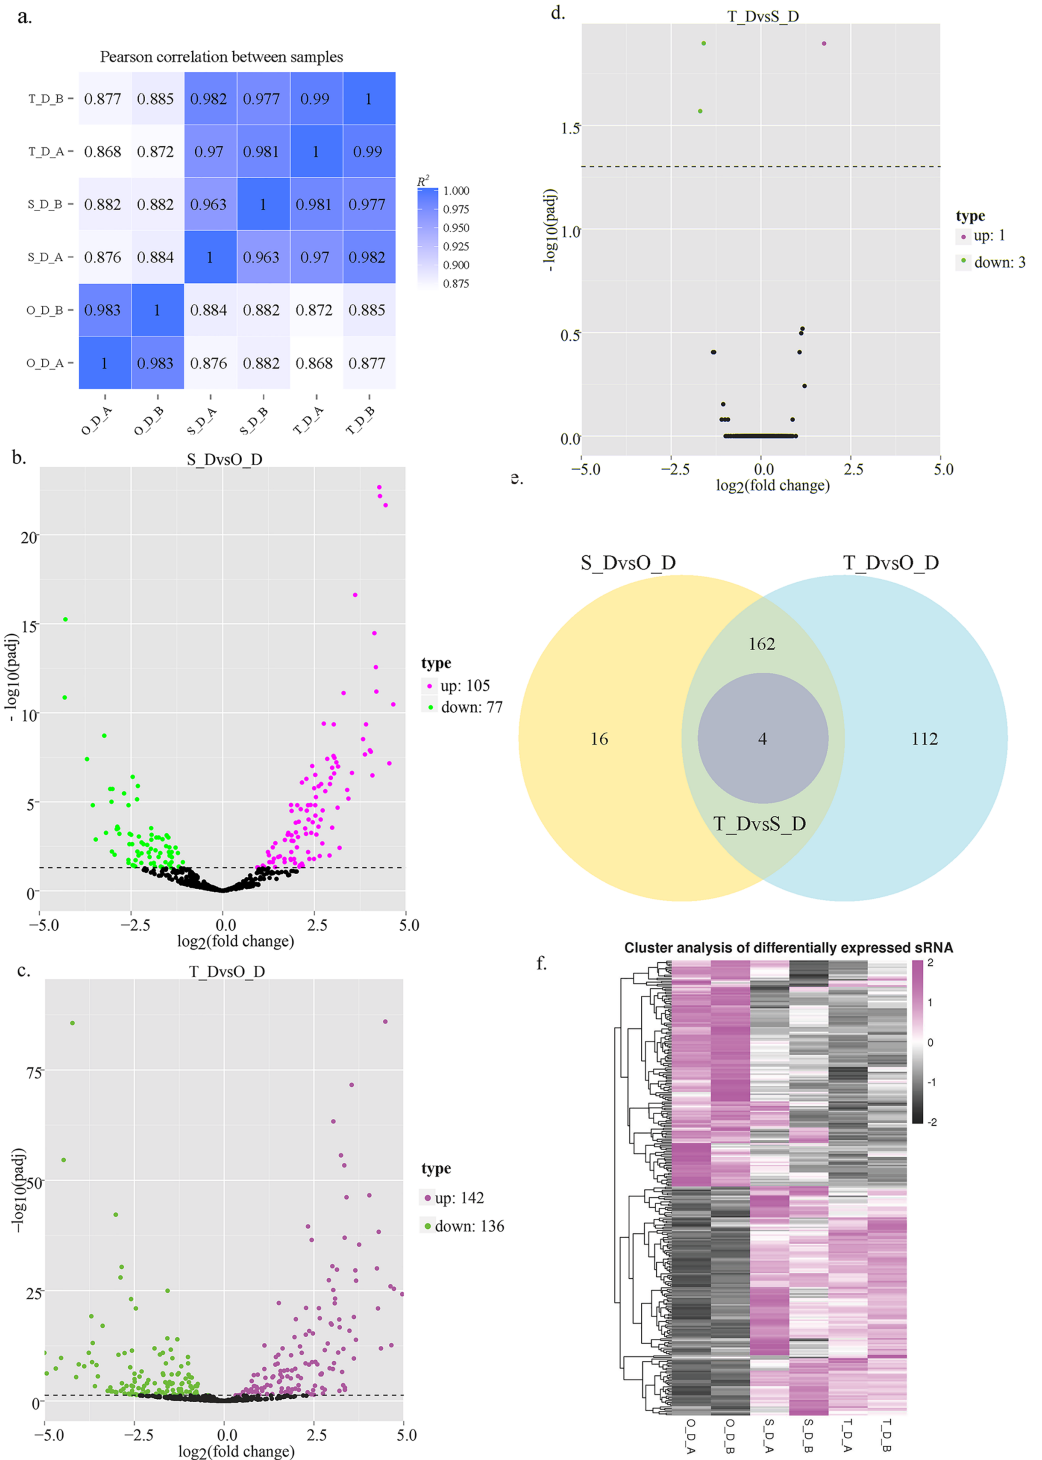 a.
Pearson correlation between samples
T_D_B 0.877 0.885 0.982 0.977 0.99 1
T_D_A 0.868 0.872 0.97 0.981 1 0.99
S_D_B 0.882 0.882 0.963 1 0.981 0.977
S_D_A 0.876 0.884 1 0.963 0.97 0.982
O_D_B 0.983 1 0.884 0.882 0.872 0.885
O_D_A 1 0.983 0.876 0.882 0.868 0.877
O_D_A O_D_B S_D_A S_D_B T_D_A T_D_B
R²
1.000
0.975
0.950
0.925
0.900
0.875
b.
S_DvsO_D
- log10(padj)
20
15
10
5
0
−5.0 −2.5 0.0 2.5 5.0
log2(fold change)
type
up: 105
down: 77
c.
T_DvsO_D
−log10(padj)
75
50
25
0
−5.0 −2.5 0.0 2.5 5.0
log2(fold change)
type
up: 142
down: 136
d.
T_DvsS_D
- log10(padj)
1.5
1.0
0.5
0.0
−5.0 −2.5 0.0 2.5 5.0
log2(fold change)
type
up: 1
down: 3
e.
S_DvsO_D T_DvsO_D
162
16 4 112
T_DvsS_D
f.
Cluster analysis of differentially expressed sRNA
2
1
0
-1
-2
O_D_A O_D_B S_D_A S_D_B T_D_A T_D_B